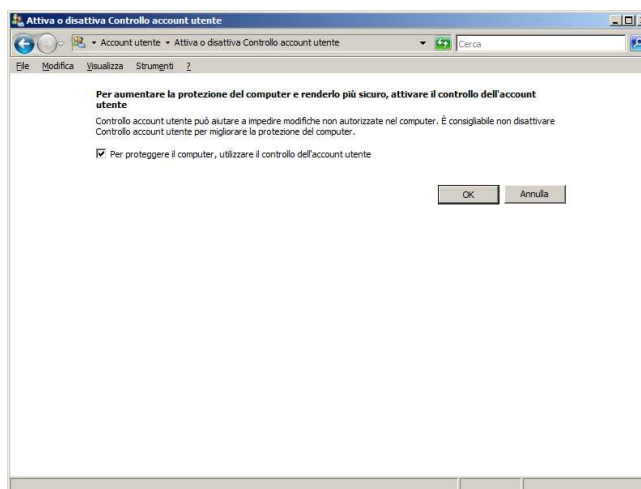 Attiva o disattiva Controllo account utente
Account utente Attiva o disattiva Controllo account utente
Cerca
File Modifica Visualizza Strumenti ?
Per aumentare la protezione del computer e renderlo più sicuro, attivare il controllo dell'account
utente
Controllo account utente può aiutare a impedire modifiche non autorizzate nel computer. È consigliabile non disattivare
Controllo account utente per migliorare la protezione del computer.
Per proteggere il computer, utilizzare il controllo dell'account utente
OK Annulla